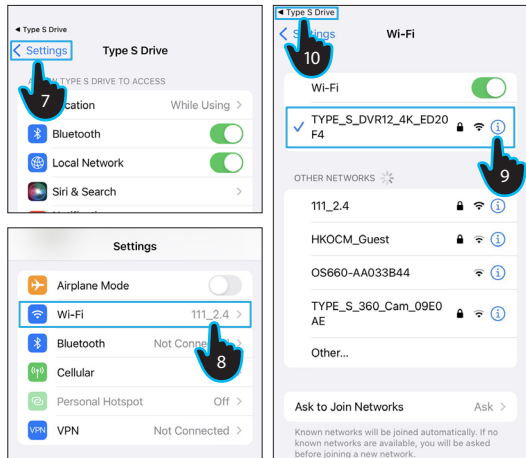 ◀ Type S Drive
Settings
Type S Drive
TYPE S DRIVE TO ACCESS
7
While Using
Bluetooth
Local Network
Siri & Search
Settings
Airplane Mode
Wi-Fi
111_2.4
Bluetooth
Not Connected
8
Cellular
Personal Hotspot
Off
VPN
VPN
Not Connected
◀ Type S Drive
Settings
Wi-Fi
10
Wi-Fi
TYPE_S_DVR12_4K_ED20
F4
9
OTHER NETWORKS
111_2.4
HKOCM_Guest
OS660-AA033B44
TYPE_S_360_Cam_09E0
AE
Other...
Ask to Join Networks
Ask
Known networks will be joined automatically. If no
known networks are available, you will be asked
before joining a new network.